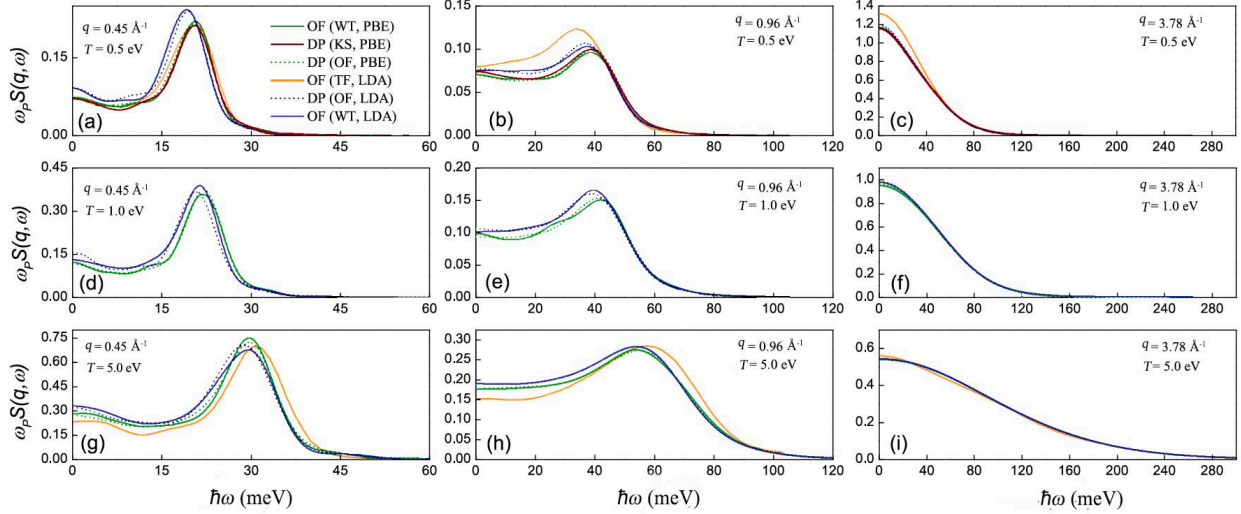 ω_P S(q,ω)
0.20
0.10
0.00
q = 0.45 Å⁻¹
T = 0.5 eV
OF (WT, PBE)
DP (KS, PBE)
DP (OF, PBE)
OF (TF, LDA)
DP (OF, LDA)
OF (WT, LDA)
(a)
0 15 30 45 60
0.15
0.10
0.05
0.00
q = 0.96 Å⁻¹
T = 0.5 eV
(b)
0 20 40 60 80 100 120
1.4
1.2
1.0
0.8
0.6
0.4
0.2
0.0
q = 3.78 Å⁻¹
T = 0.5 eV
(c)
0 40 80 120 160 200 240 280
ω_P S(q,ω)
0.45
0.30
0.15
0.00
q = 0.45 Å⁻¹
T = 1.0 eV
(d)
0 15 30 45 60
0.20
0.15
0.10
0.05
0.00
q = 0.96 Å⁻¹
T = 1.0 eV
(e)
0 20 40 60 80 100 120
1.0
0.8
0.6
0.4
0.2
0.0
q = 3.78 Å⁻¹
T = 1.0 eV
(f)
0 40 80 120 160 200 240 280
ω_P S(q,ω)
0.75
0.60
0.45
0.30
0.15
0.00
q = 0.45 Å⁻¹
T = 5.0 eV
(g)
0 15 30 45 60
ħω (meV)
0.30
0.25
0.20
0.15
0.10
0.05
0.00
q = 0.96 Å⁻¹
T = 5.0 eV
(h)
0 20 40 60 80 100 120
ħω (meV)
0.6
0.4
0.2
0.0
q = 3.78 Å⁻¹
T = 5.0 eV
(i)
0 40 80 120 160 200 240 280
ħω (meV)